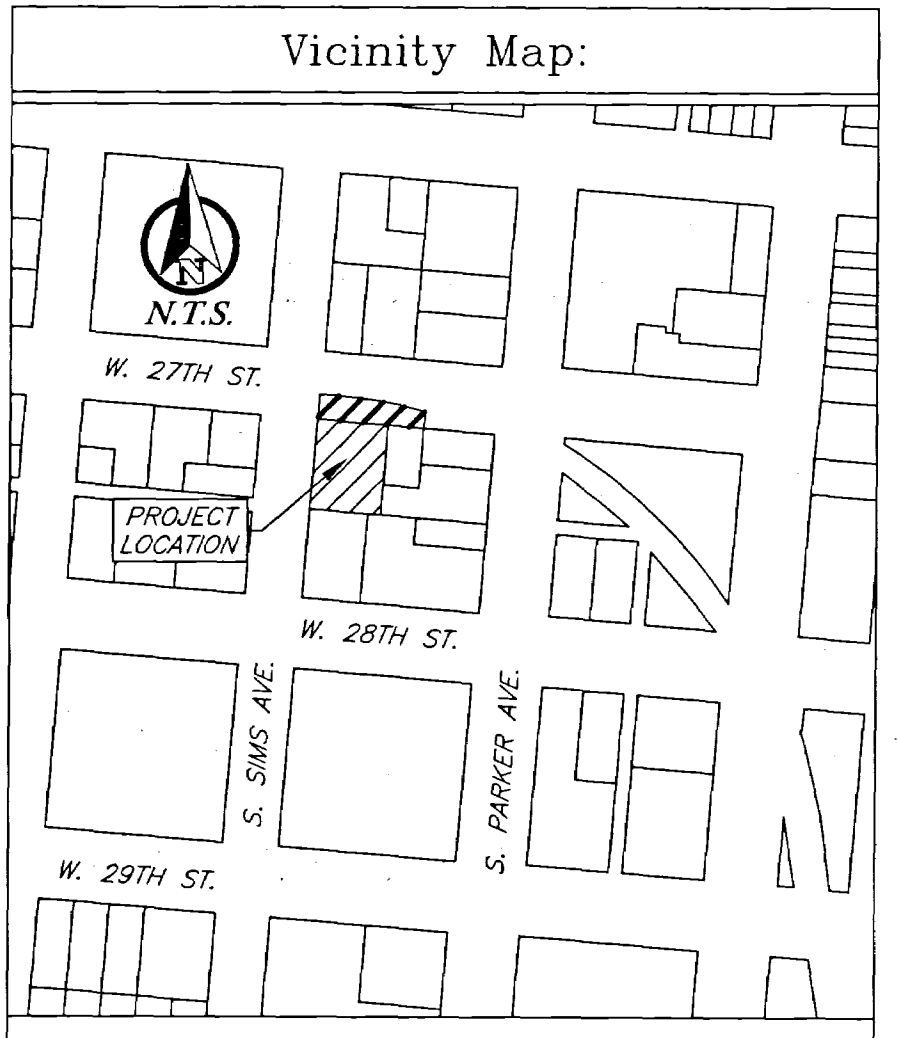 Vicinity Map:
N
N.T.S.
W. 27TH ST.
PROJECT
LOCATION
W. 28TH ST.
S. SIMS AVE.
S. PARKER AVE.
W. 29TH ST.